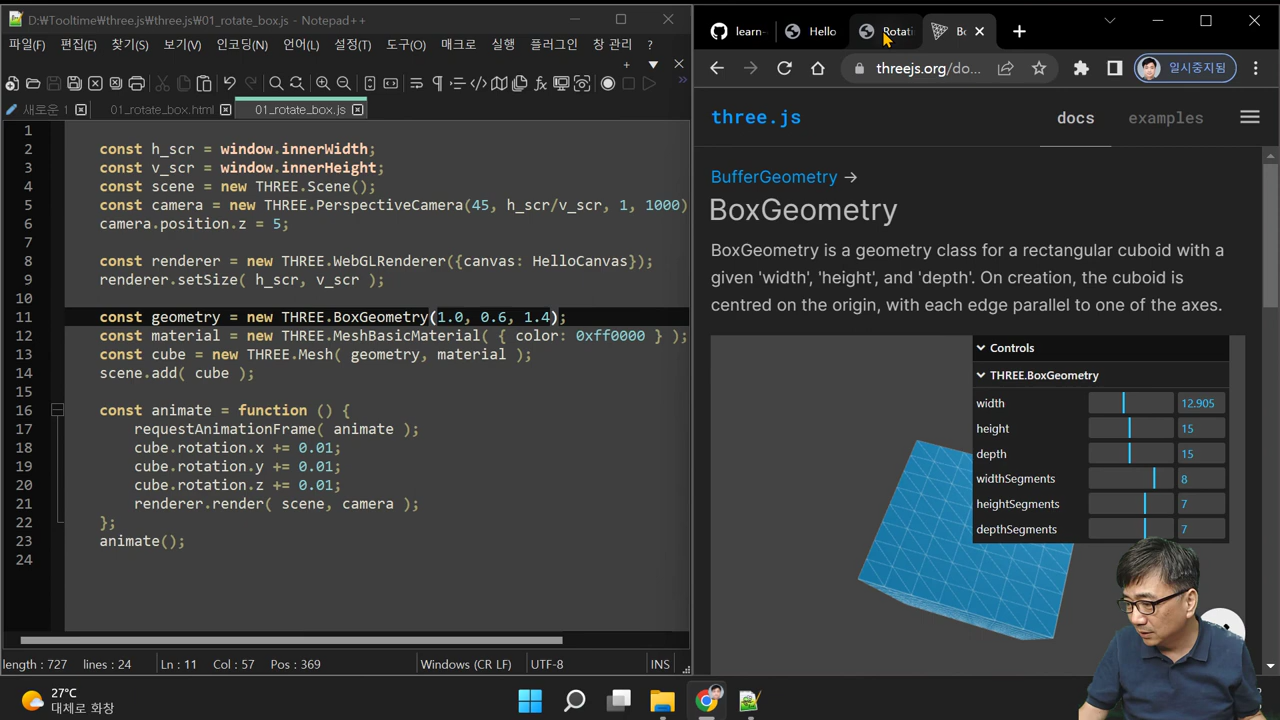 D:₩Tooltime₩three.js₩three.js₩01_rotate_box.js - Notepad++
파일(F) 편집(E) 찾기(S) 보기(V) 인코딩(N) 언어(L) 설정(T) 도구(O) 매크로 실행 플러그인 창 관리 ?
새로운 1 01_rotate_box.html 01_rotate_box.js
1
2 const h_scr = window.innerWidth;
3 const v_scr = window.innerHeight;
4 const scene = new THREE.Scene();
5 const camera = new THREE.PerspectiveCamera(45, h_scr/v_scr, 1, 1000)
6 camera.position.z = 5;
7
8 const renderer = new THREE.WebGLRenderer({canvas: HelloCanvas});
9 renderer.setSize( h_scr, v_scr );
10
11 const geometry = new THREE.BoxGeometry(1.0, 0.6, 1.4);
12 const material = new THREE.MeshBasicMaterial( { color: 0xff0000 } );
13 const cube = new THREE.Mesh( geometry, material );
14 scene.add( cube );
15
16 const animate = function () {
17 requestAnimationFrame( animate );
18 cube.rotation.x += 0.01;
19 cube.rotation.y += 0.01;
20 cube.rotation.z += 0.01;
21 renderer.render( scene, camera );
22 };
23 animate();
24
length : 727 lines : 24 Ln : 11 Col : 57 Pos : 369 Windows (CR LF) UTF-8 INS
learn- Hello Rotati Bo
threejs.org/do... 일시중지됨
three.js docs examples
BufferGeometry →
BoxGeometry
BoxGeometry is a geometry class for a rectangular cuboid with a
given 'width', 'height', and 'depth'. On creation, the cuboid is
centred on the origin, with each edge parallel to one of the axes.
Controls
THREE.BoxGeometry
width 12.905
height 15
depth 15
widthSegments 8
heightSegments 7
depthSegments 7
27°C
대체로 화창